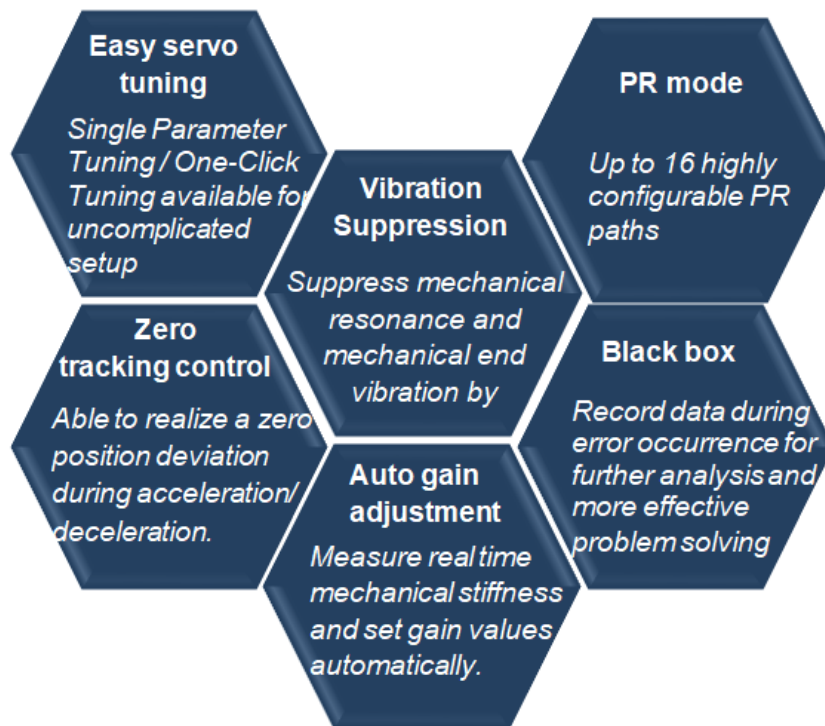 Easy servo
tuning
Single Parameter
Tuning / One-Click
Tuning available for
uncomplicated
setup
PR mode
Up to 16 highly
configurable PR
paths
Vibration
Suppression
Suppress mechanical
resonance and
mechanical end
vibration by
Zero
tracking control
Able to realize a zero
position deviation
during acceleration/
deceleration.
Black box
Record data during
error occurrence for
further analysis and
more effective
problem solving
Auto gain
adjustment
Measure real time
mechanical stiffness
and set gain values
automatically.